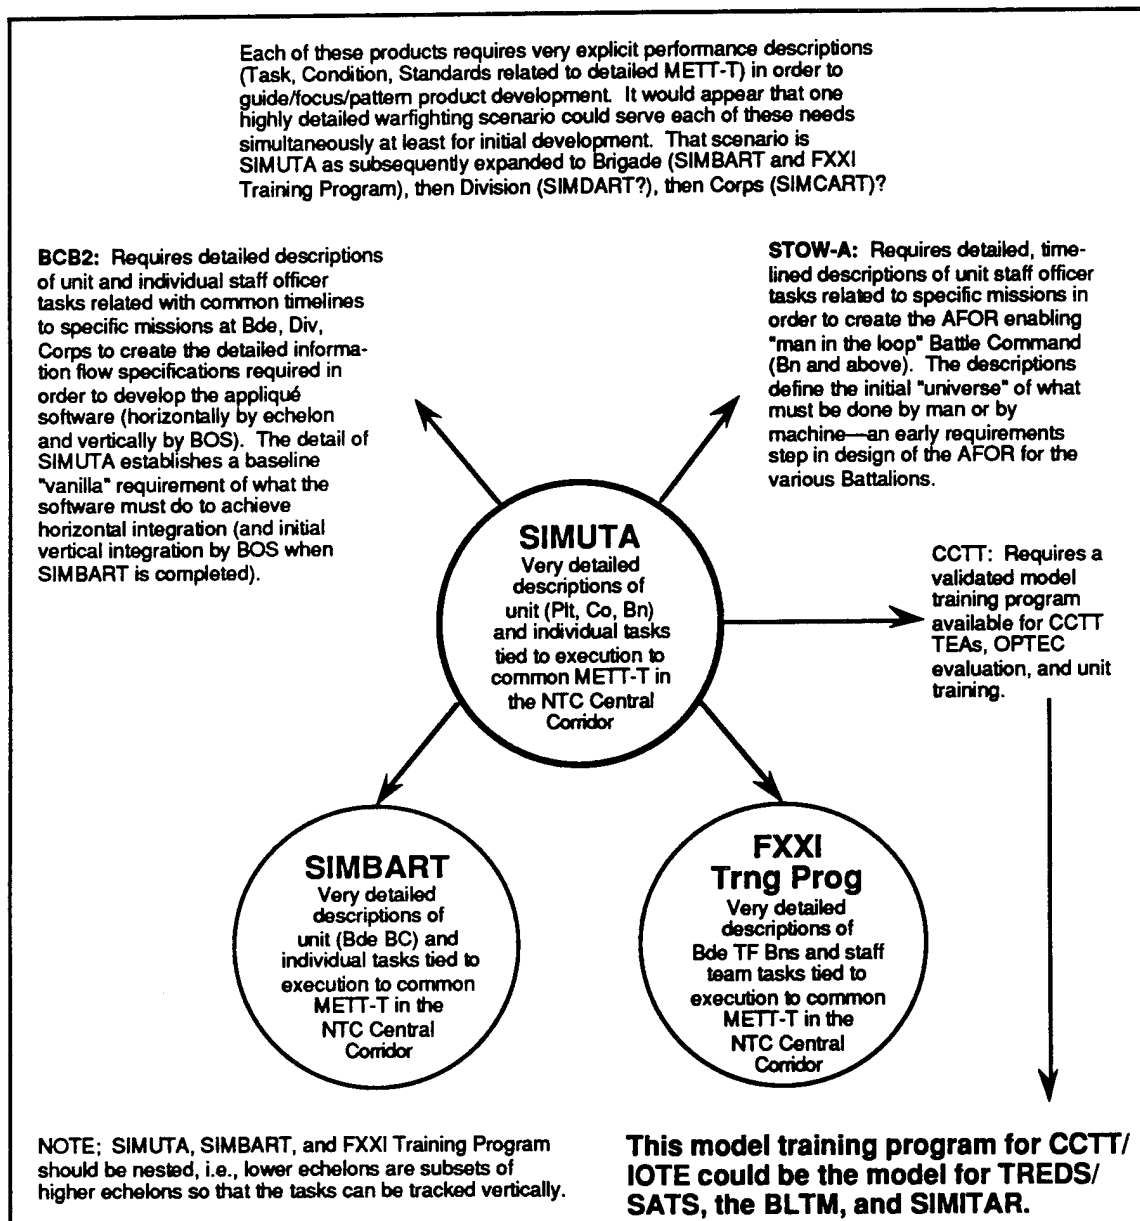 Each of these products requires very explicit performance descriptions
(Task, Condition, Standards related to detailed METT-T) in order to
guide/focus/pattern product development. It would appear that one
highly detailed warfighting scenario could serve each of these needs
simultaneously at least for initial development. That scenario is
SIMUTA as subsequently expanded to Brigade (SIMBART and FXXI
Training Program), then Division (SIMDART?), then Corps (SIMCART)?
BCB2: Requires detailed descriptions
of unit and individual staff officer
tasks related with common timelines
to specific missions at Bde, Div,
Corps to create the detailed informa-
tion flow specifications required in
order to develop the appliqué
software (horizontally by echelon
and vertically by BOS). The detail of
SIMUTA establishes a baseline
"vanilla" requirement of what the
software must do to achieve
horizontal integration (and initial
vertical integration by BOS when
SIMBART is completed).
STOW-A: Requires detailed, time-
lined descriptions of unit staff officer
tasks related to specific missions in
order to create the AFOR enabling
"man in the loop" Battle Command
(Bn and above). The descriptions
define the initial "universe" of what
must be done by man or by
machine—an early requirements
step in design of the AFOR for the
various Battalions.
SIMUTA
Very detailed
descriptions of
unit (Plt, Co, Bn)
and individual tasks
tied to execution to
common METT-T in
the NTC Central
Corridor
CCTT: Requires a
validated model
training program
available for CCTT
TEAs, OPTEC
evaluation, and unit
training.
SIMBART
Very detailed
descriptions of
unit (Bde BC) and
individual tasks tied to
execution to common
METT-T in the
NTC Central
Corridor
FXXI
Trng Prog
Very detailed
descriptions of
Bde TF Bns and staff
team tasks tied to
execution to common
METT-T in the
NTC Central
Corridor
NOTE; SIMUTA, SIMBART, and FXXI Training Program
should be nested, i.e., lower echelons are subsets of
higher echelons so that the tasks can be tracked vertically.
This model training program for CCTT/
IOTE could be the model for TREDS/
SATS, the BLTM, and SIMITAR.